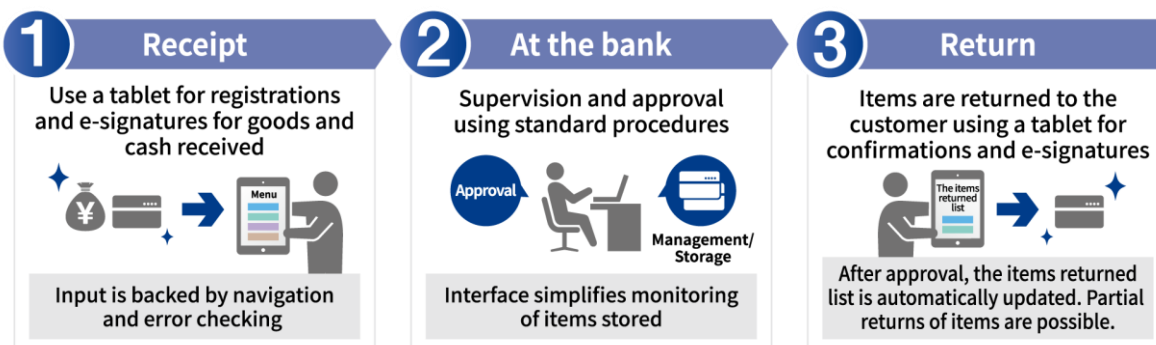 1 Receipt
Use a tablet for registrations
and e-signatures for goods and
cash received
¥
Menu
Input is backed by navigation
and error checking
2 At the bank
Supervision and approval
using standard procedures
Approval
Management/
Storage
Interface simplifies monitoring
of items stored
3 Return
Items are returned to the
customer using a tablet for
confirmations and e-signatures
The items
returned
list
After approval, the items returned
list is automatically updated. Partial
returns of items are possible.